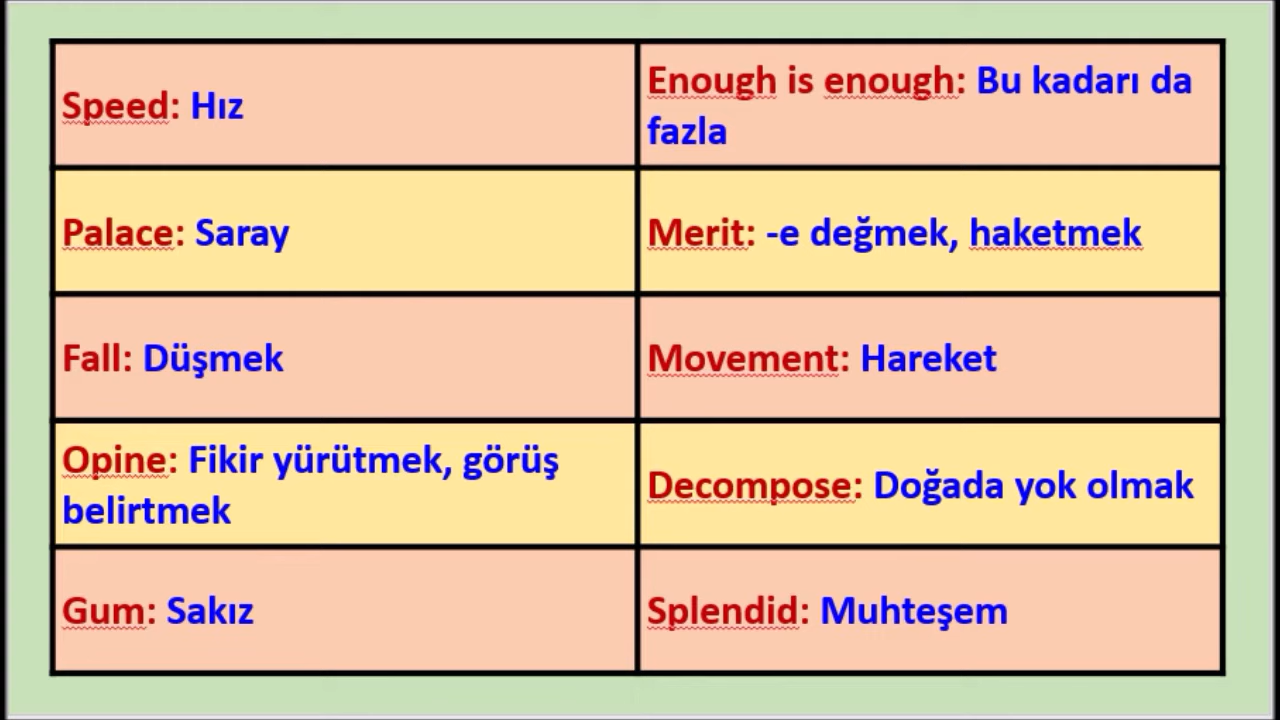 Speed: Hız
Enough is enough: Bu kadarı da
fazla
Palace: Saray
Merit: -e değmek, haketmek
Fall: Düşmek
Movement: Hareket
Opine: Fikir yürütmek, görüş
belirtmek
Decompose: Doğada yok olmak
Gum: Sakız
Splendid: Muhteşem